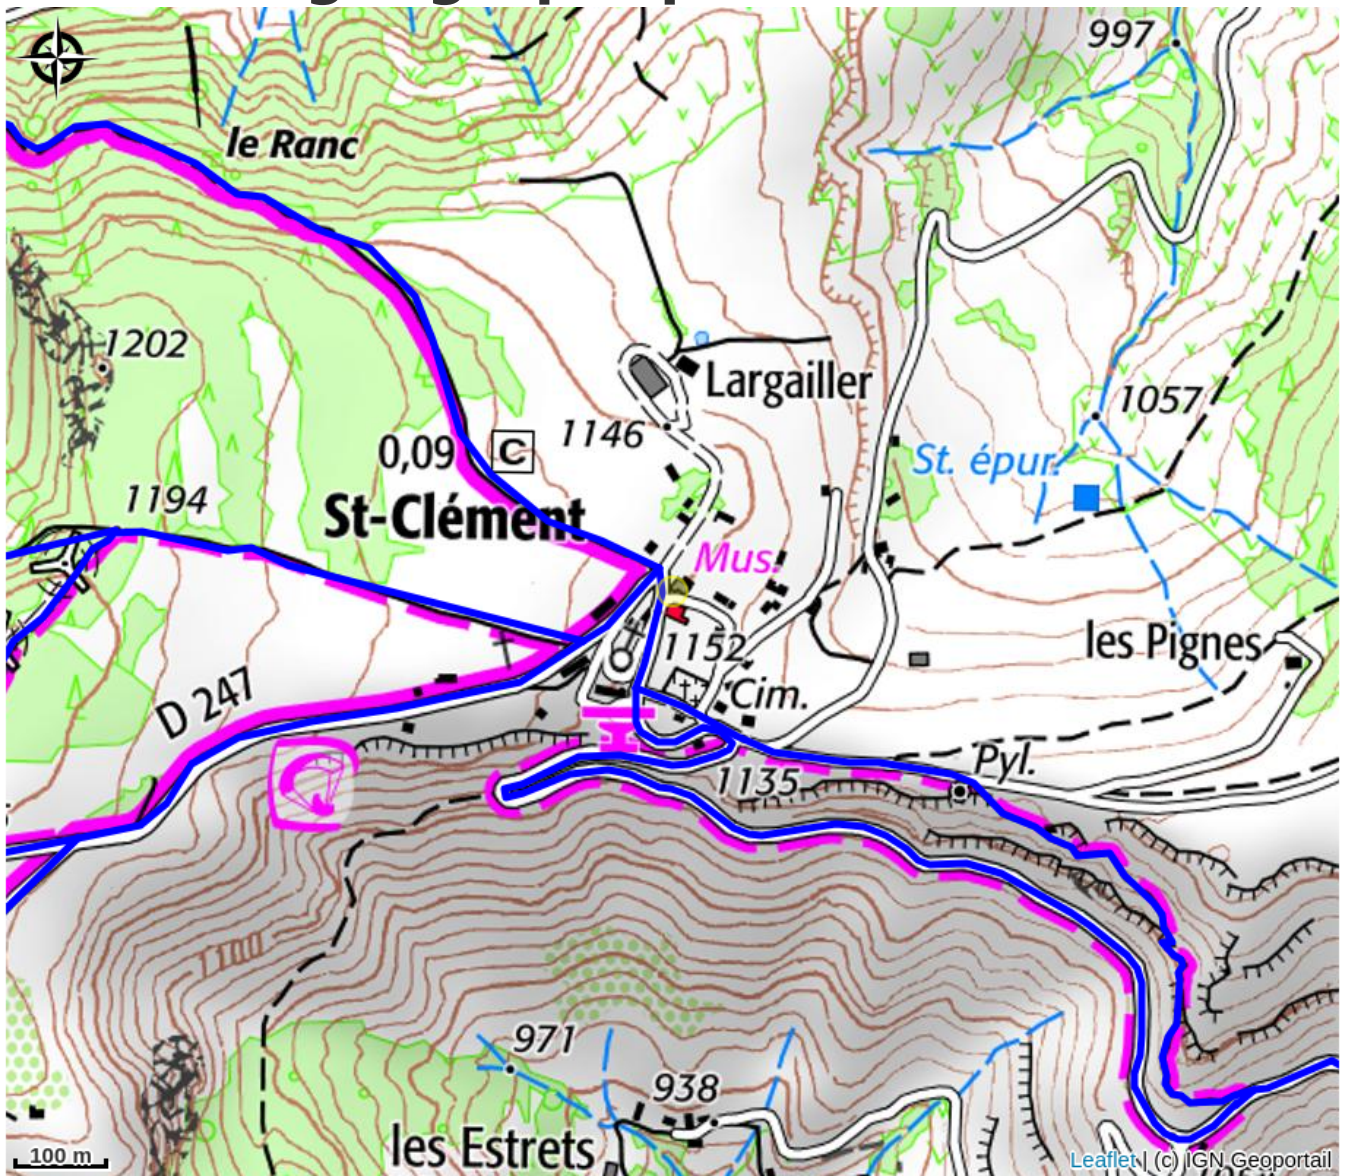 997
le Ranc
1202
Largailler
1057
0,09
C
1146
St. épur.
1194
St-Clément
Mus.
les Pignes
1152
D 247
Cim.
Pyl.
1135
1100
971
938
les Estrets
100 m
Leaflet | (c) IGN Geoportail